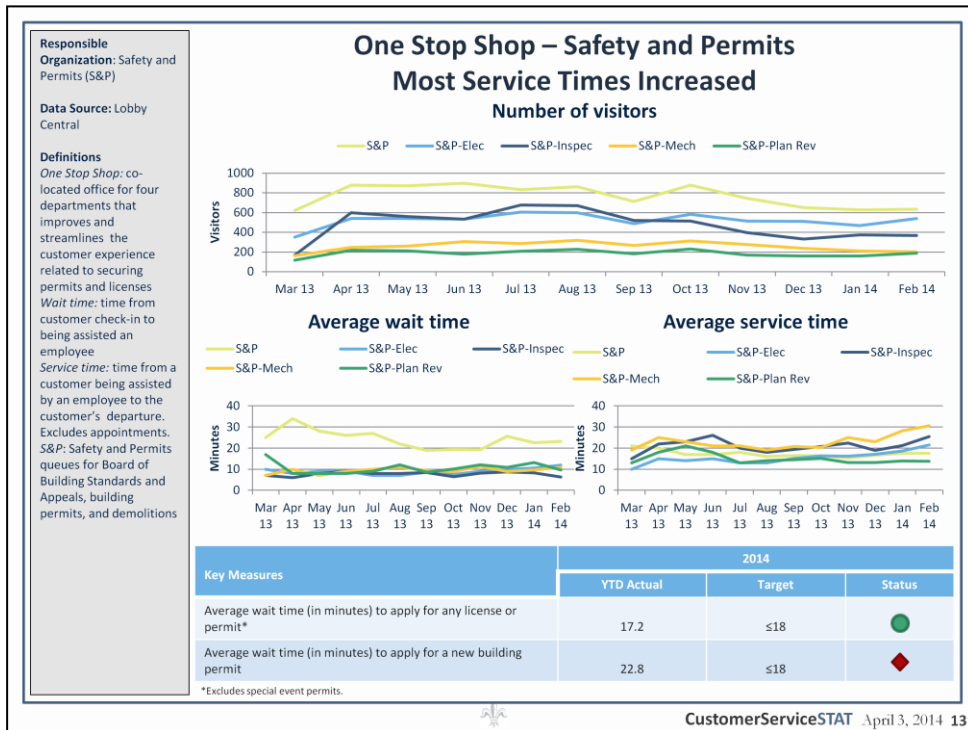 Responsible
Organization: Safety and
Permits (S&P)
Data Source: Lobby
Central
Definitions
One Stop Shop: co-
located office for four
departments that
improves and
streamlines the
customer experience
related to securing
permits and licenses
Wait time: time from
customer check-in to
being assisted an
employee
Service time: time from a
customer being assisted
by an employee to the
customer's departure.
Excludes appointments.
S&P: Safety and Permits
queues for Board of
Building Standards and
Appeals, building
permits, and demolitions
One Stop Shop – Safety and Permits
Most Service Times Increased
Number of visitors
S&P S&P-Elec S&P-Inspec S&P-Mech S&P-Plan Rev
Visitors
1000
800
600
400
200
0
Mar 13 Apr 13 May 13 Jun 13 Jul 13 Aug 13 Sep 13 Oct 13 Nov 13 Dec 13 Jan 14 Feb 14
Average wait time
S&P S&P-Elec S&P-Inspec
S&P-Mech S&P-Plan Rev
Minutes
40
30
20
10
0
Mar Apr May Jun Jul Aug Sep Oct Nov Dec Jan Feb
13 13 13 13 13 13 13 13 13 13 14 14
Average service time
S&P S&P-Elec S&P-Inspec
S&P-Mech S&P-Plan Rev
Minutes
40
30
20
10
0
Mar Apr May Jun Jul Aug Sep Oct Nov Dec Jan Feb
13 13 13 13 13 13 13 13 13 13 14 14
Key Measures
2014
YTD Actual Target Status
Average wait time (in minutes) to apply for any license or
permit*
17.2 ≤18
Average wait time (in minutes) to apply for a new building
permit
22.8 ≤18
*Excludes special event permits.
CustomerServiceSTAT April 3, 2014 13